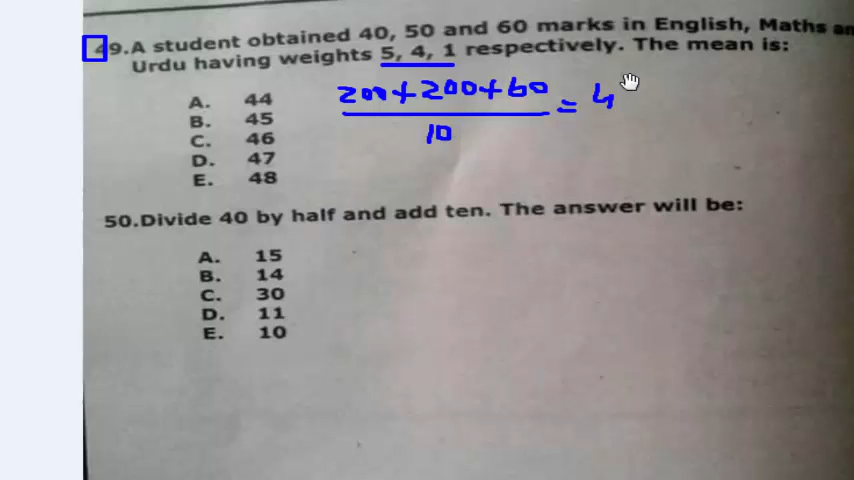 49.A student obtained 40, 50 and 60 marks in English, Maths an
Urdu having weights 5, 4, 1 respectively. The mean is:
200+200+60
10
= 4
A. 44
B. 45
C. 46
D. 47
E. 48
50.Divide 40 by half and add ten. The answer will be:
A. 15
B. 14
C. 30
D. 11
E. 10